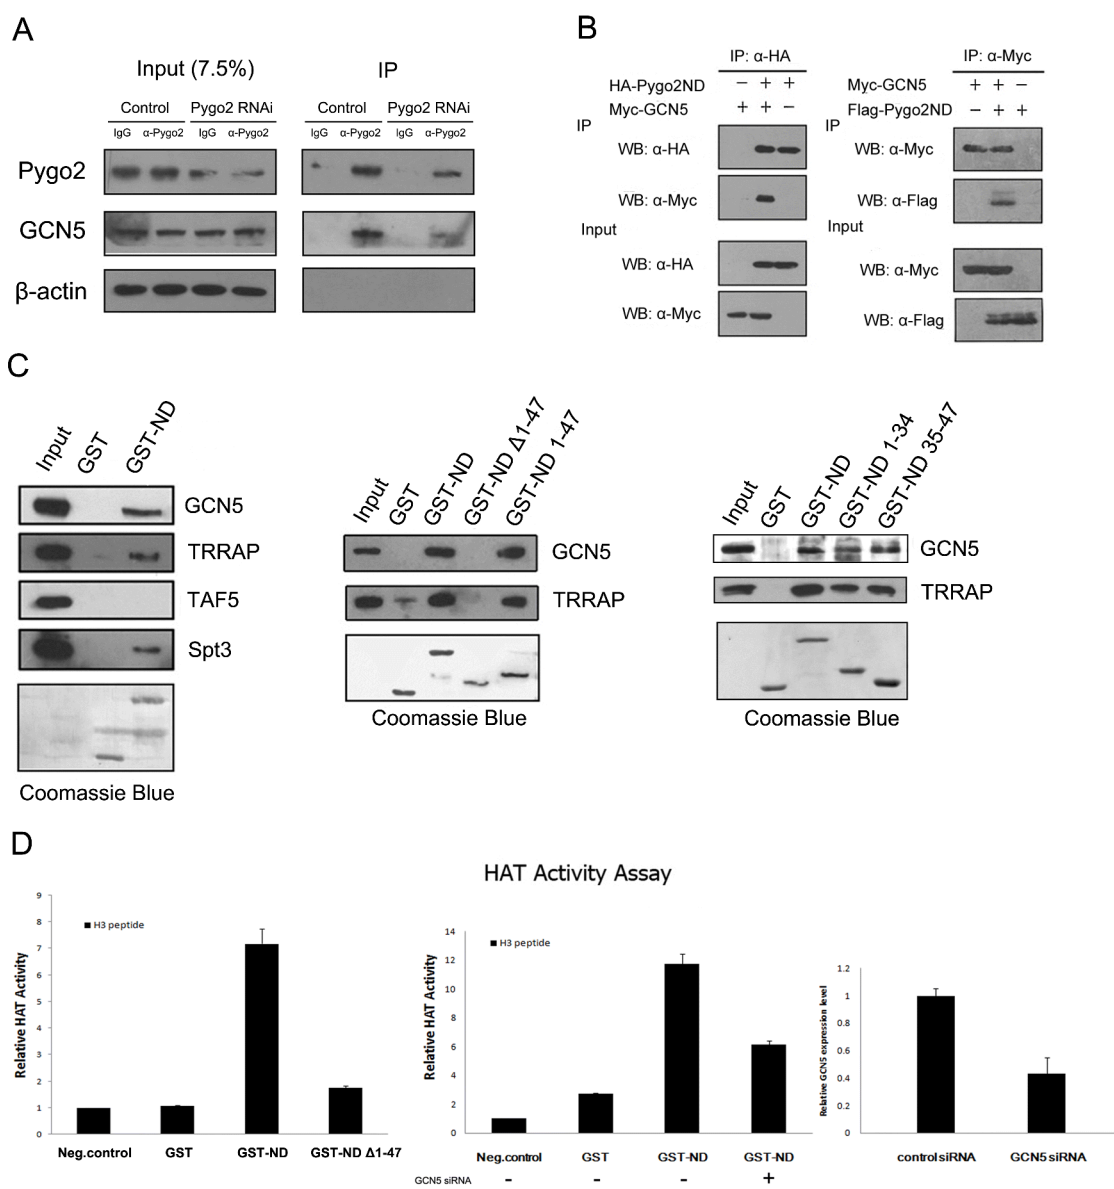 A
Input (7.5%) IP
Control Pygo2 RNAi Control Pygo2 RNAi
IgG α-Pygo2 IgG α-Pygo2 IgG α-Pygo2 IgG α-Pygo2
Pygo2
GCN5
β-actin
B
IP: α-HA
HA-Pygo2ND − + +
Myc-GCN5 + + −
IP
WB: α-HA
WB: α-Myc
Input
WB: α-HA
WB: α-Myc
IP: α-Myc
Myc-GCN5 + + −
Flag-Pygo2ND − + +
IP
WB: α-Myc
WB: α-Flag
Input
WB: α-Myc
WB: α-Flag
C
Input GST GST-ND
GCN5
TRRAP
TAF5
Spt3
Coomassie Blue
Input GST GST-ND GST-ND Δ1-47 GST-ND 1-47
GCN5
TRRAP
Coomassie Blue
Input GST GST-ND GST-ND 1-34 GST-ND 35-47
GCN5
TRRAP
Coomassie Blue
D
HAT Activity Assay
Relative HAT Activity
9
8
7
6
5
4
3
2
1
0
H3 peptide
Neg.control GST GST-ND GST-ND Δ1-47
Relative HAT Activity
14
12
10
8
6
4
2
0
H3 peptide
Neg.control GST GST-ND GST-ND
GCN5 siRNA - - - +
Relative GCN5 expression level
1.2
1
0.8
0.6
0.4
0.2
0
control siRNA GCN5 siRNA